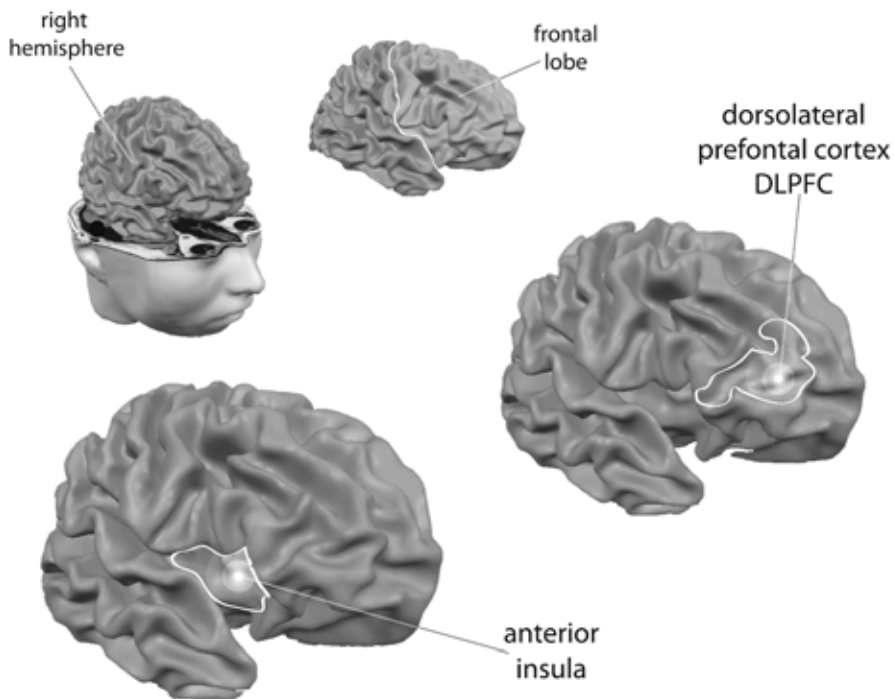 right
hemisphere
frontal
lobe
dorsolateral
prefontal cortex
DLPFC
anterior
insula